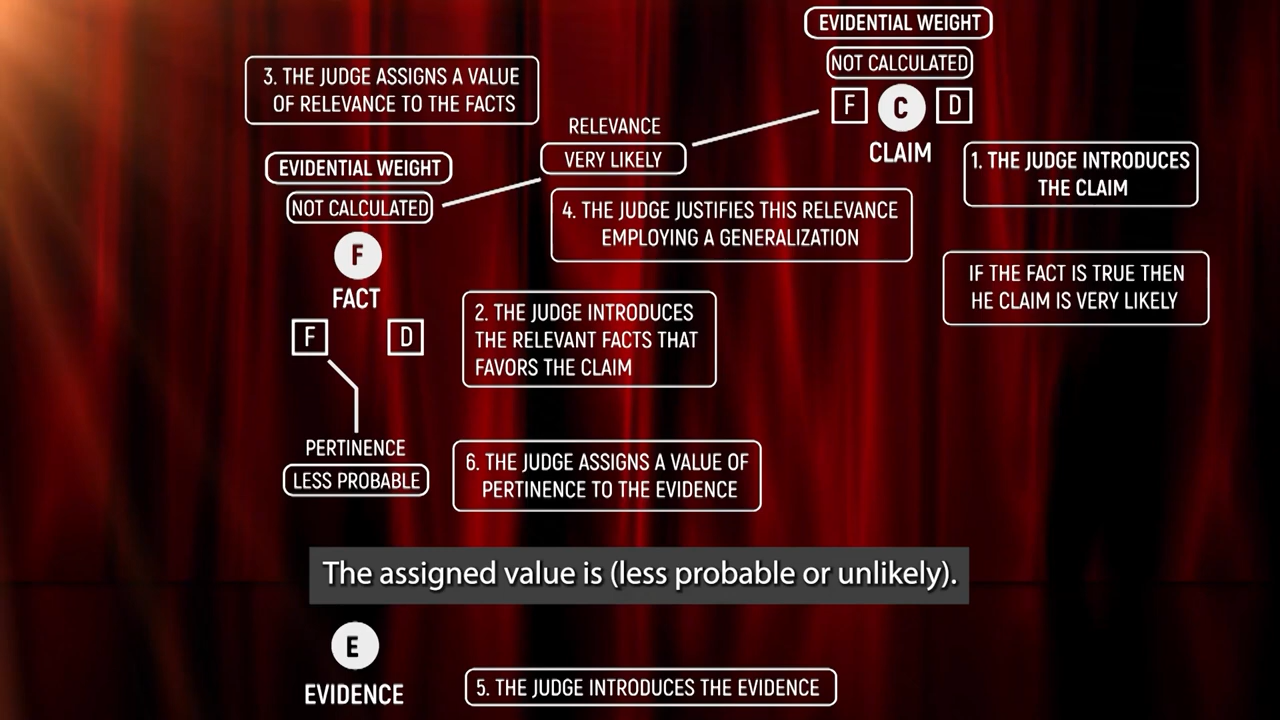 EVIDENTIAL WEIGHT
NOT CALCULATED
F C D
CLAIM
3. THE JUDGE ASSIGNS A VALUE
OF RELEVANCE TO THE FACTS
RELEVANCE
VERY LIKELY
1. THE JUDGE INTRODUCES
THE CLAIM
EVIDENTIAL WEIGHT
NOT CALCULATED
4. THE JUDGE JUSTIFIES THIS RELEVANCE
EMPLOYING A GENERALIZATION
F
FACT
IF THE FACT IS TRUE THEN
HE CLAIM IS VERY LIKELY
F D
2. THE JUDGE INTRODUCES
THE RELEVANT FACTS THAT
FAVORS THE CLAIM
PERTINENCE
LESS PROBABLE
6. THE JUDGE ASSIGNS A VALUE OF
PERTINENCE TO THE EVIDENCE
The assigned value is (less probable or unlikely).
E
EVIDENCE
5. THE JUDGE INTRODUCES THE EVIDENCE